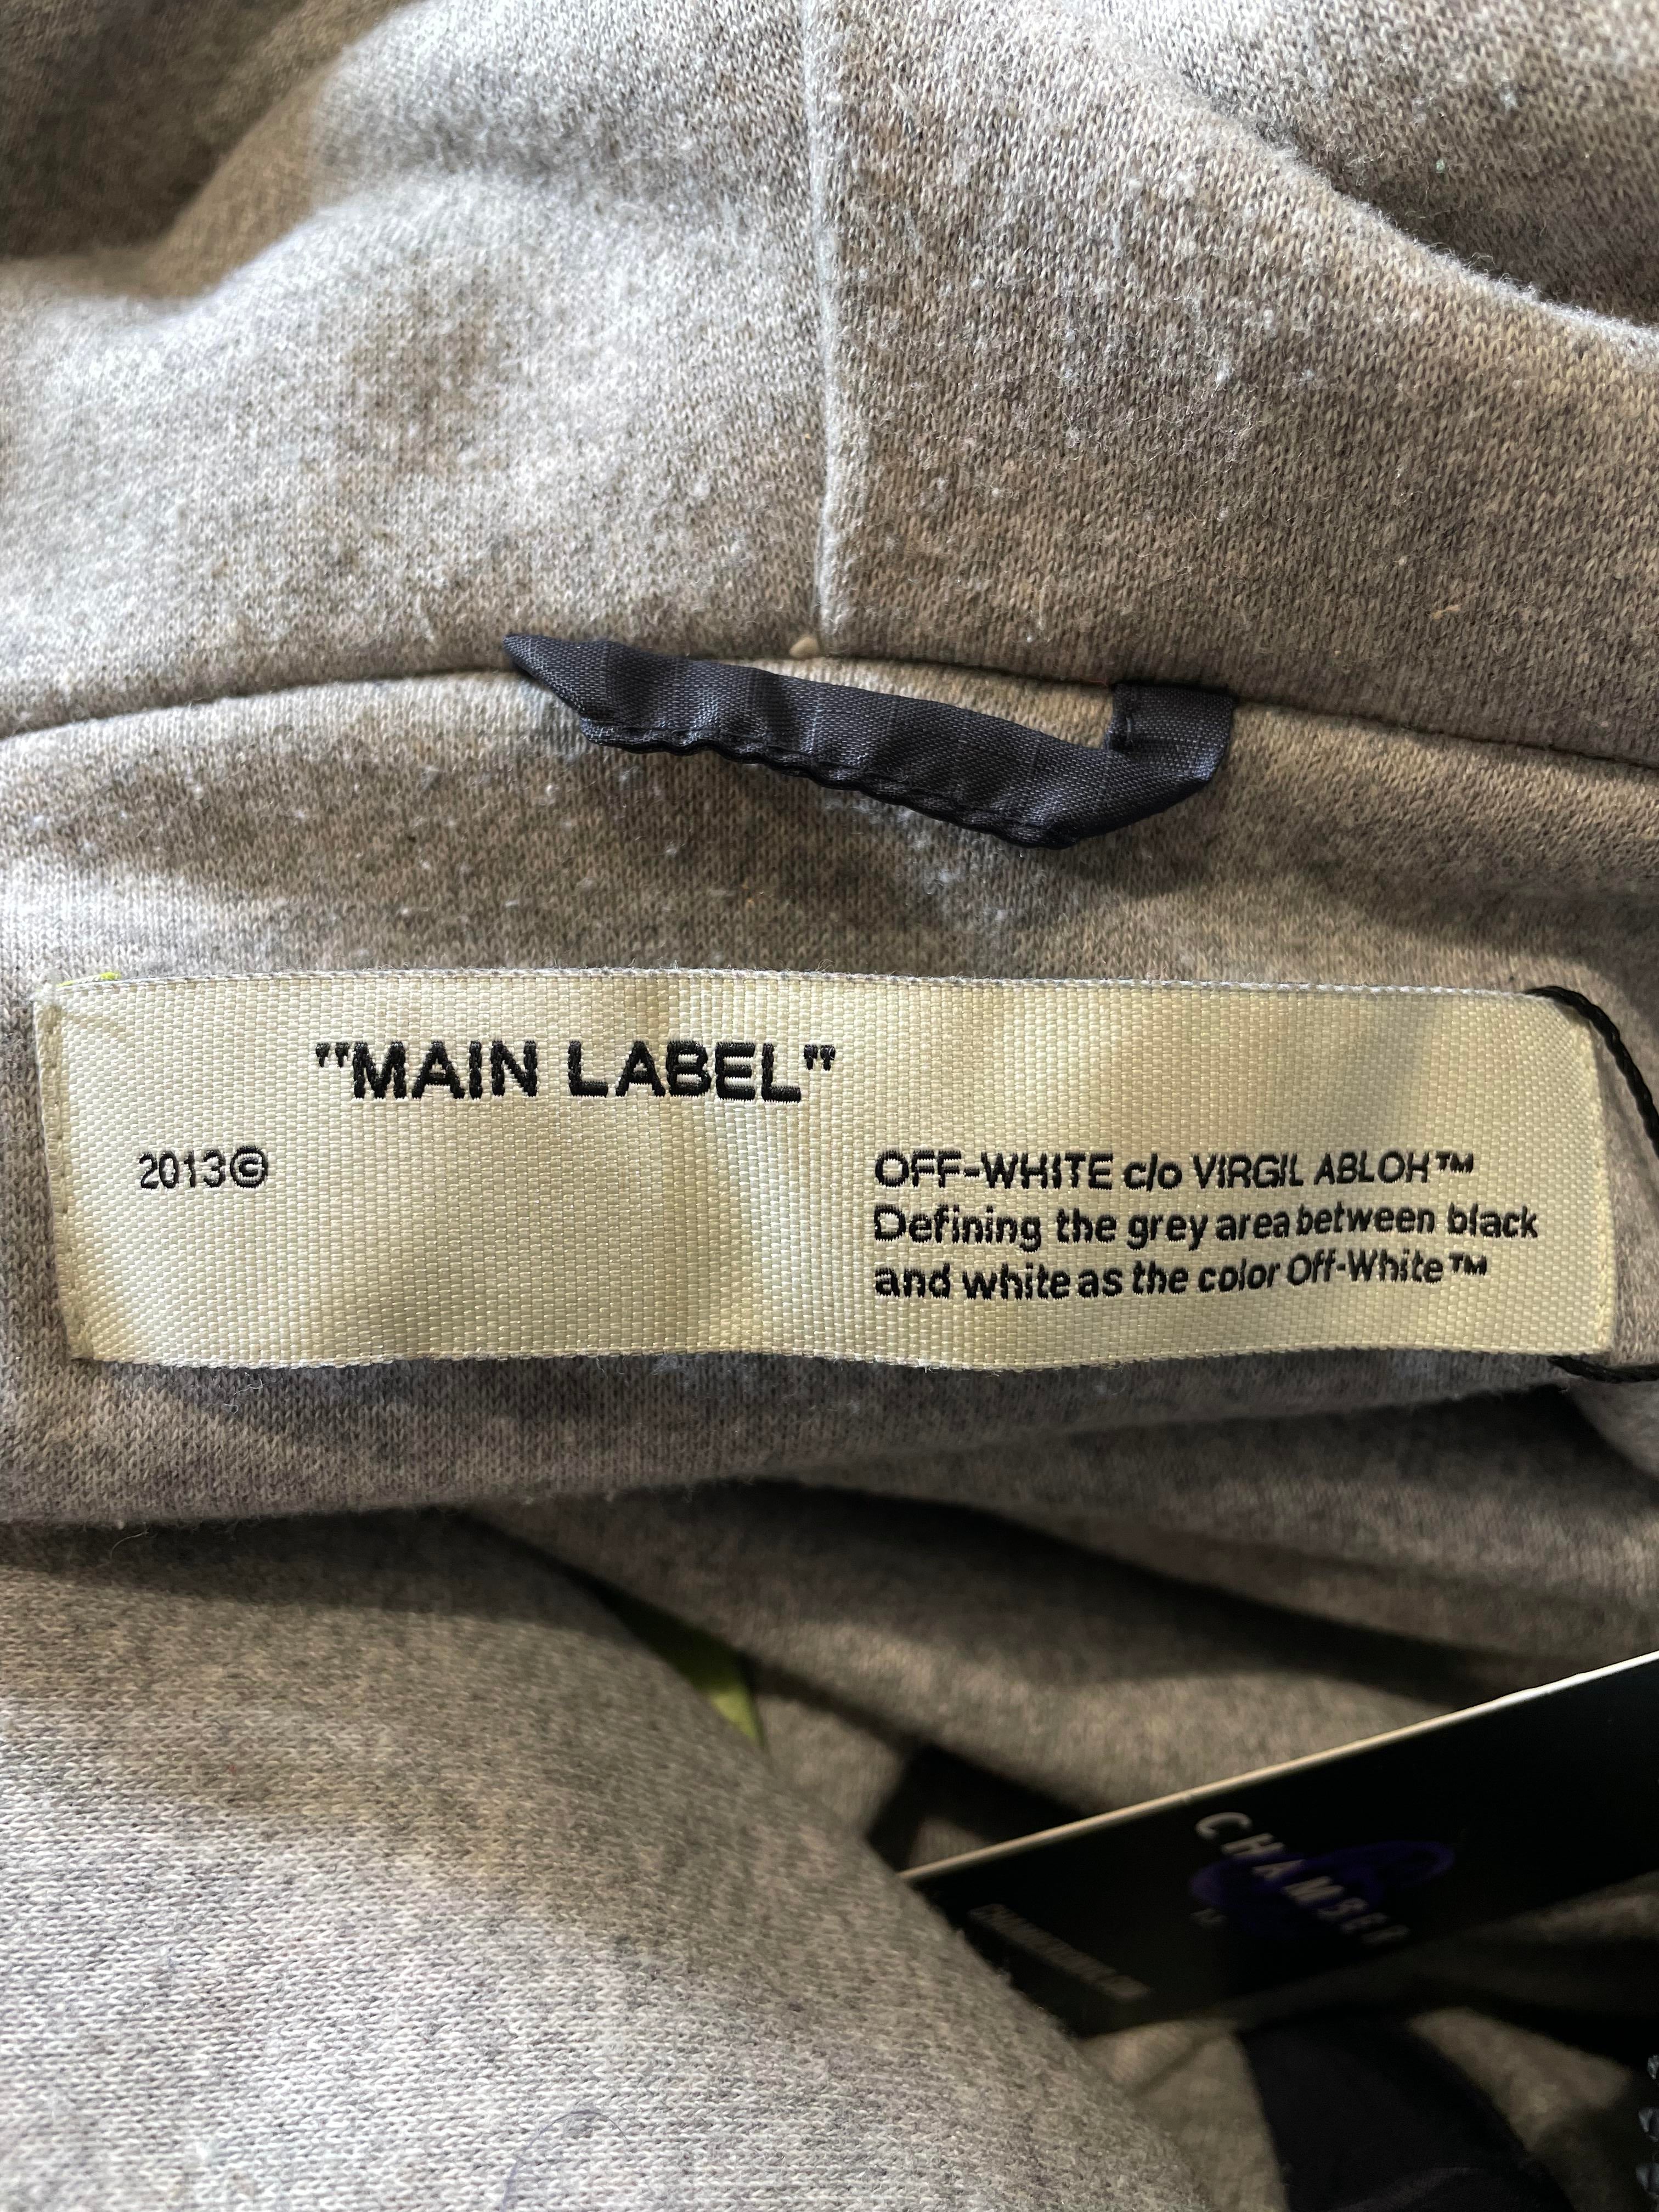 "MAIN LABEL"
2013©
OFF-WHITE c/o VIRGIL ABLOH™
Defining the grey area between black
and white as the color Off-White™
CHAMBER